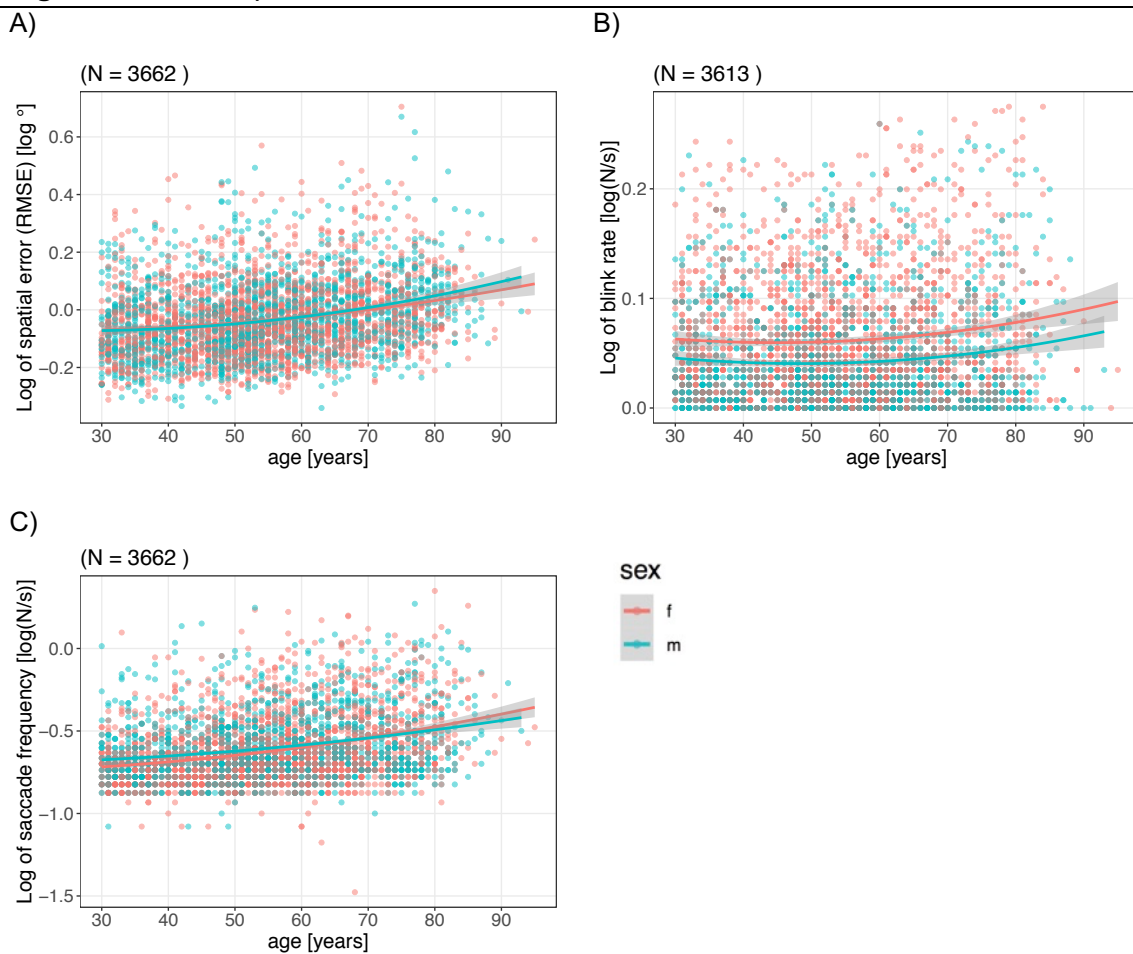 A)
B)
(N = 3662 )
(N = 3613 )
Log of spatial error (RMSE) [log °]
0.6
0.4
0.2
0.0
−0.2
30 40 50 60 70 80 90
age [years]
Log of blink rate [log(N/s)]
0.2
0.1
0.0
30 40 50 60 70 80 90
age [years]
C)
(N = 3662 )
Log of saccade frequency [log(N/s)]
0.0
−0.5
−1.0
−1.5
30 40 50 60 70 80 90
age [years]
sex
f
m